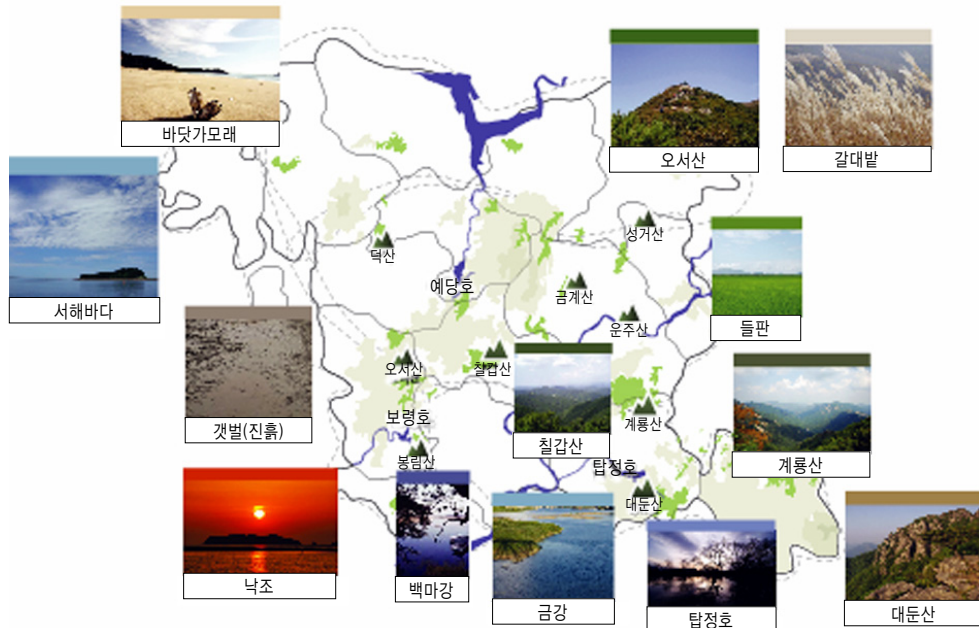 바닷가모래
오서산
갈대밭
성거산
덕산
예당호
금계산
서해바다
운주산
들판
오서산
칠갑산
보령호
갯벌(진흙)
계룡산
칠갑산
탑정호
계룡산
봉림산
대둔산
낙조
백마강
금강
탑정호
대둔산